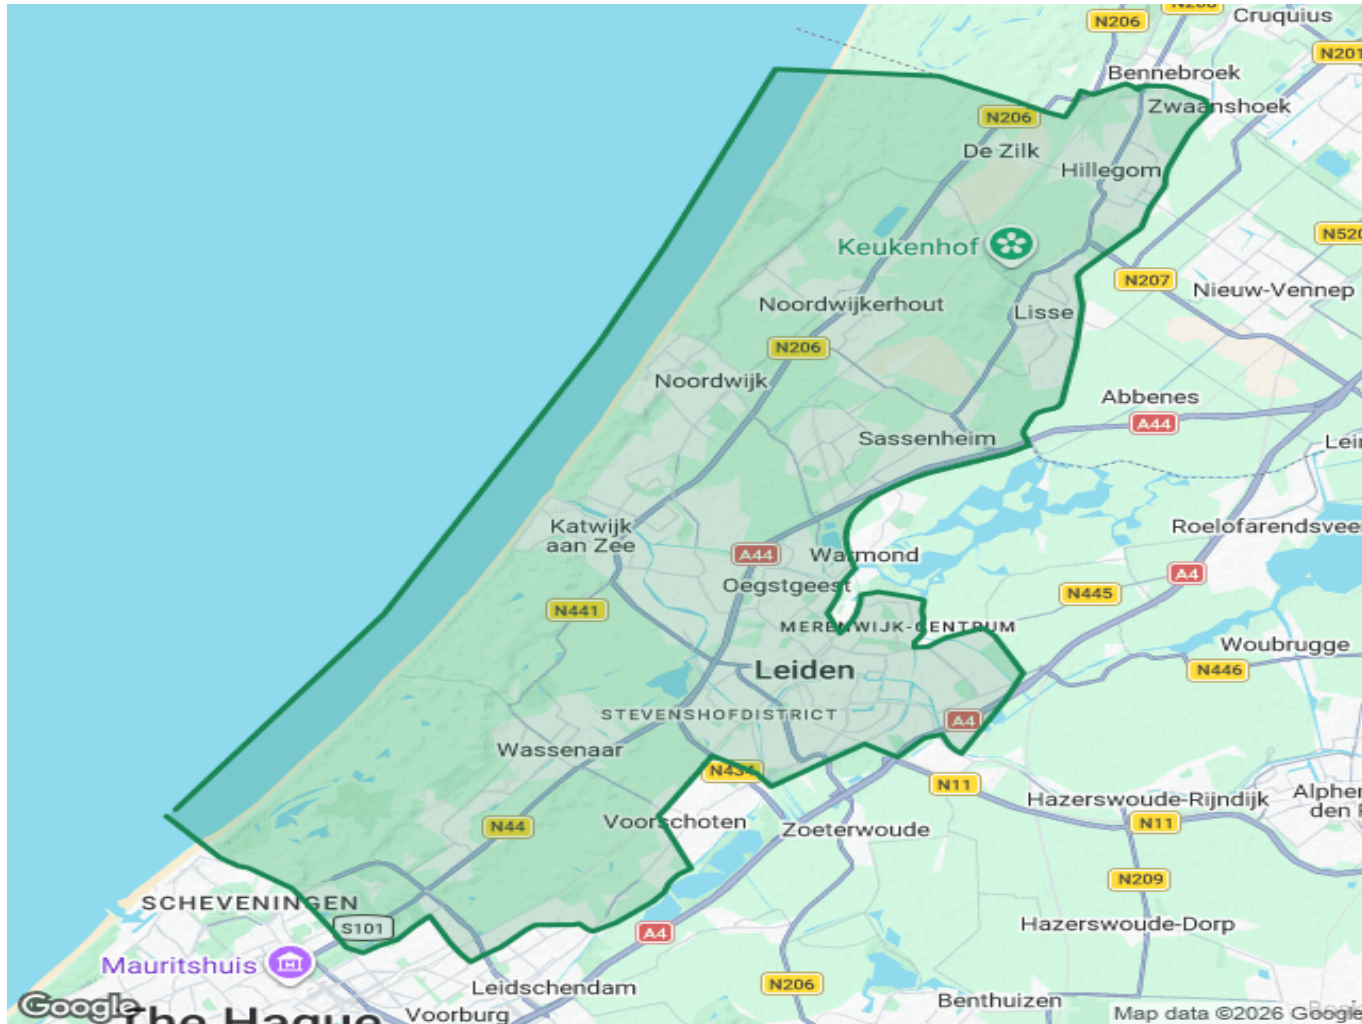 Cruquius
N206
N201
Bennebroek
Zwaanshoek
N206
De Zilk
Hillegom
N520
Keukenhof
N207
Nieuw-Vennep
Noordwijkerhout
Lisse
N206
Noordwijk
Abbenes
A44
Sassenheim
Katwijk
aan Zee
Roelofarendsvee
A44
Warmond
A4
Oegstgeest
N445
N441
MERENWIJK-CENTRUM
Woubrugge
Leiden
N446
STEVENSHOFDISTRICT
A4
Wassenaar
N434
N11
Hazerswoude-Rijndijk
Alpher
den
N44
Voorschoten
Zoeterwoude
N11
N209
SCHEVENINGEN
S101
Hazerswoude-Dorp
A4
Mauritshuis
Leidschendam
N206
Benthuizen
Google
The Hague
Voorburg
Map data ©2026 Google